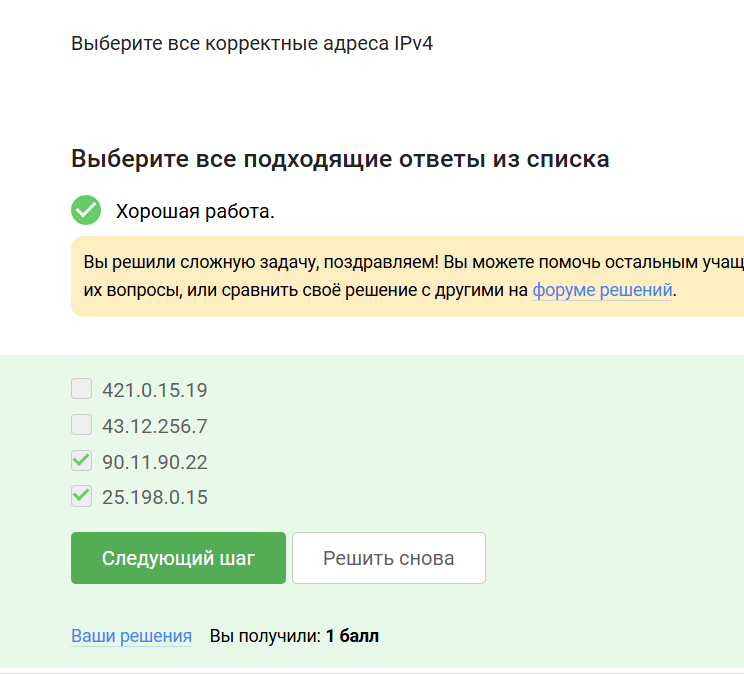 Выберите все корректные адреса IPv4
Выберите все подходящие ответы из списка
Хорошая работа.
Вы решили сложную задачу, поздравляем! Вы можете помочь остальным
их вопросы, или сравнить своё решение с другими на форуме решений.
421.0.15.19
43.12.256.7
90.11.90.22
25.198.0.15
Следующий шаг Решить снова
Ваши решения Вы получили: 1 балл